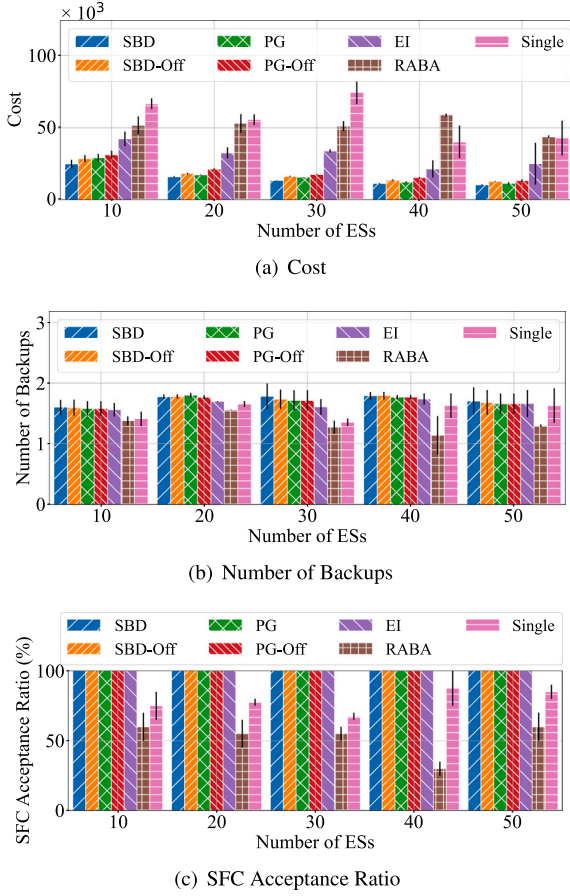 × 10³
SBD PG EI Single
SBD-Off PG-Off RABA
100
50
0
Cost
10 20 30 40 50
Number of ESs
(a) Cost
3
SBD PG EI Single
SBD-Off PG-Off RABA
2
1
0
Number of Backups
10 20 30 40 50
Number of ESs
(b) Number of Backups
SBD PG EI Single
SBD-Off PG-Off RABA
100
50
0
SFC Acceptance Ratio (%)
10 20 30 40 50
Number of ESs
(c) SFC Acceptance Ratio